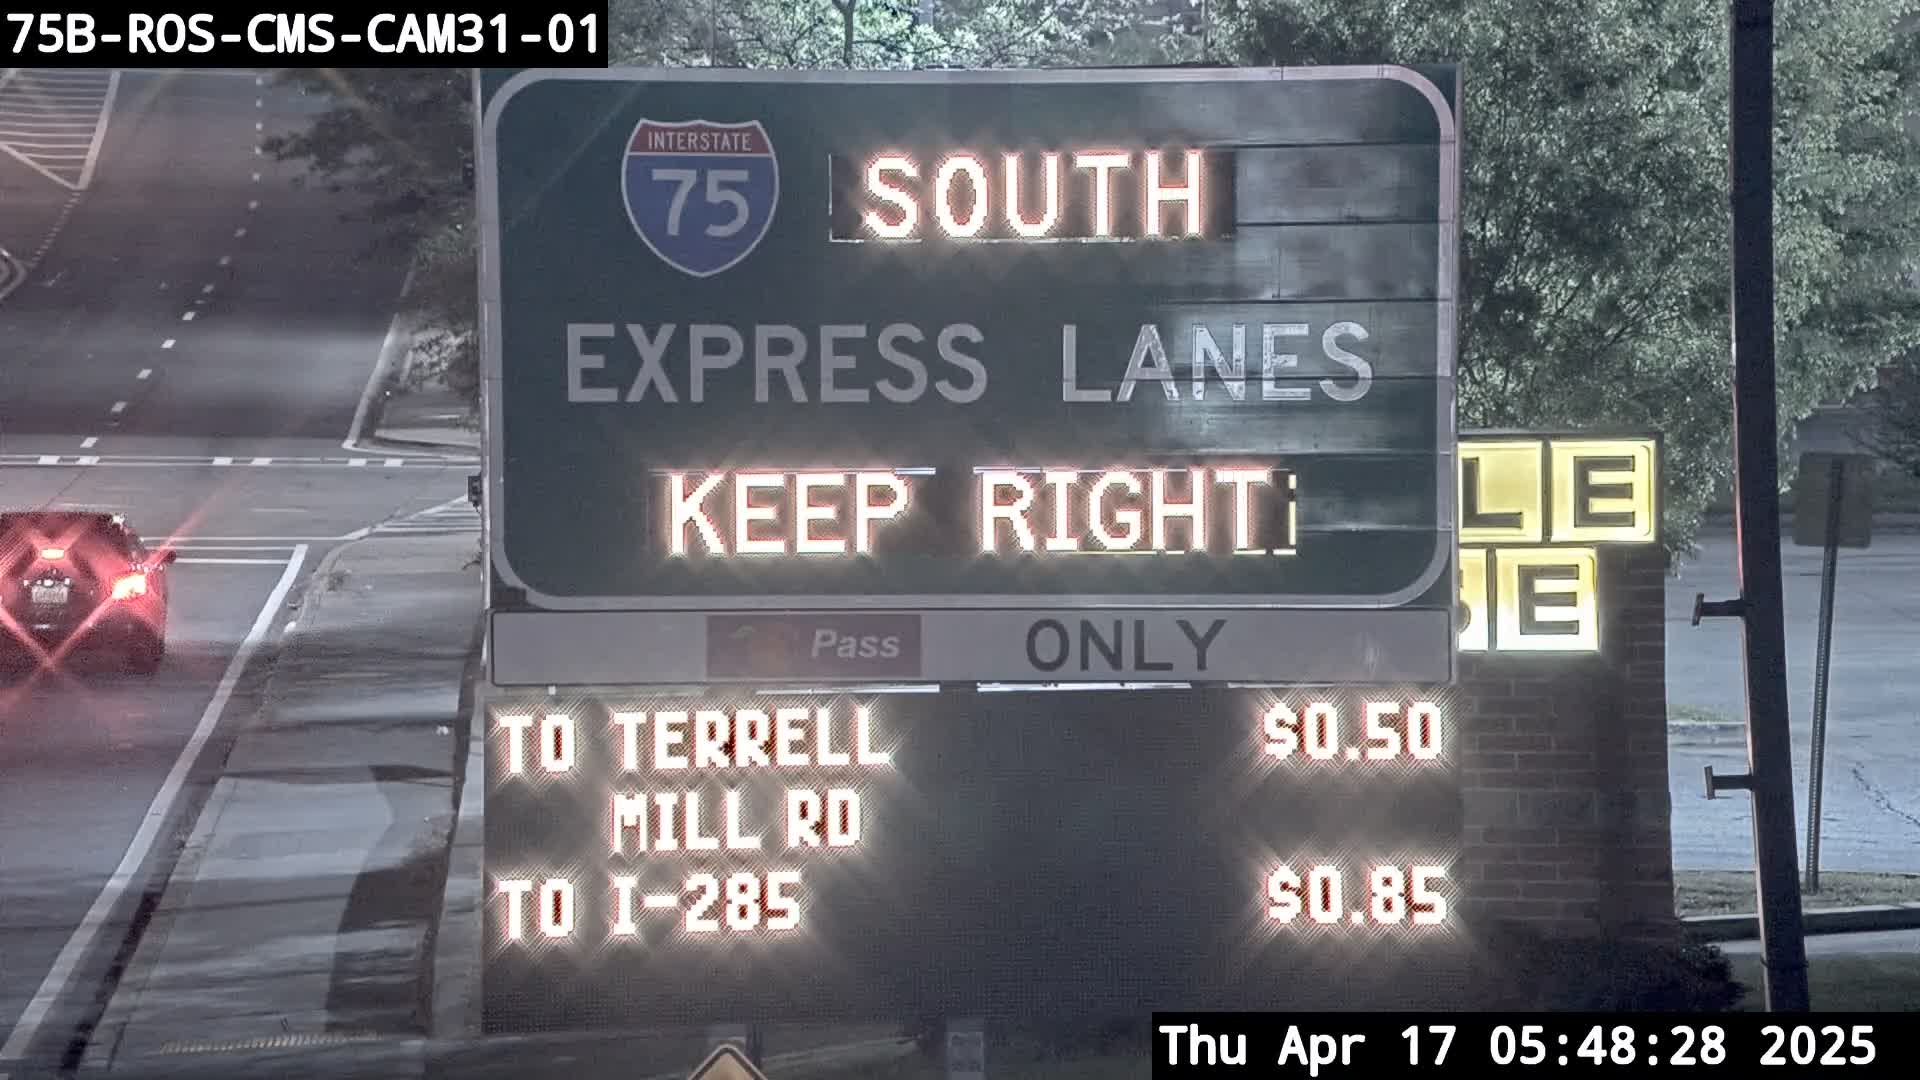 75B-ROS-CMS-CAM31-01
INTERSTATE
75
SOUTH
EXPRESS LANES
KEEP RIGHT
Pass ONLY
TO TERRELL $0.50
MILL RD
TO I-285 $0.85
LE
E
Thu Apr 17 05:48:28 2025